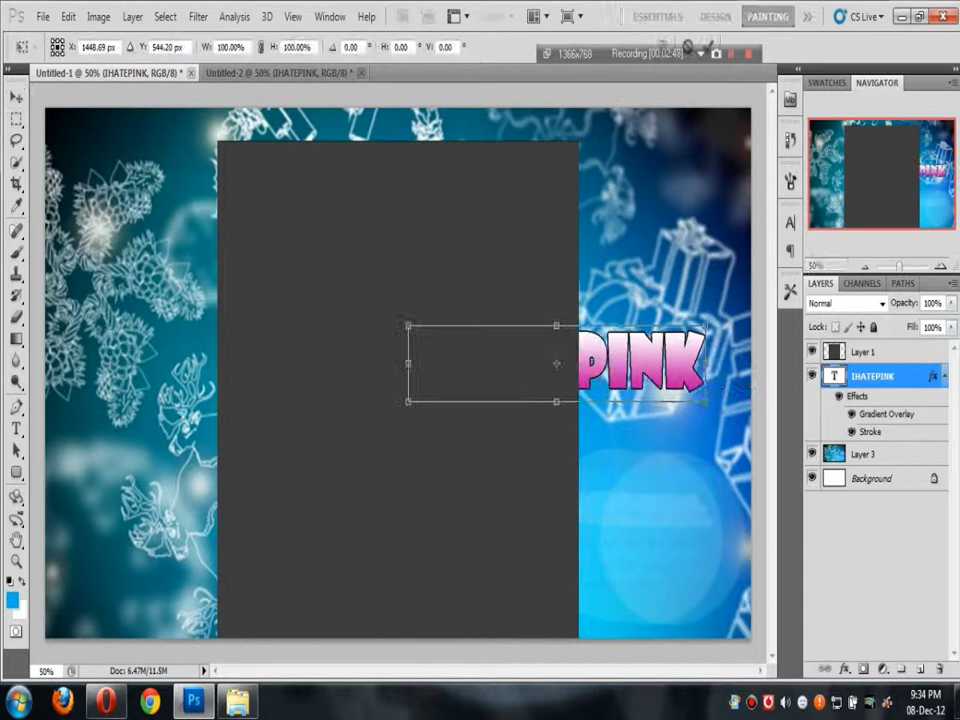 Ps File Edit Image Layer Select Filter Analysis 3D View Window Help ESSENTIALS DESIGN PAINTING >> CS Live
X: 1448.69 px Y: 544.20 px W: 100.00% H: 100.00% 0.00 ° H: 0.00 ° V: 0.00 °
1366x768 Recording [00:02:49]
Untitled-1 @ 50% (IHATEPINK, RGB/8) * x Untitled-2 @ 50% (IHATEPINK, RGB/8) * x
SWATCHES NAVIGATOR
PINK
50%
LAYERS CHANNELS PATHS
Normal Opacity: 100%
Lock: Fill: 100%
Layer 1
T IHATEPINK fx
Effects
Gradient Overlay
Stroke
Layer 3
Background
PINK
50% Doc: 6.47M/11.5M
Ps
9:34 PM
08-Dec-12